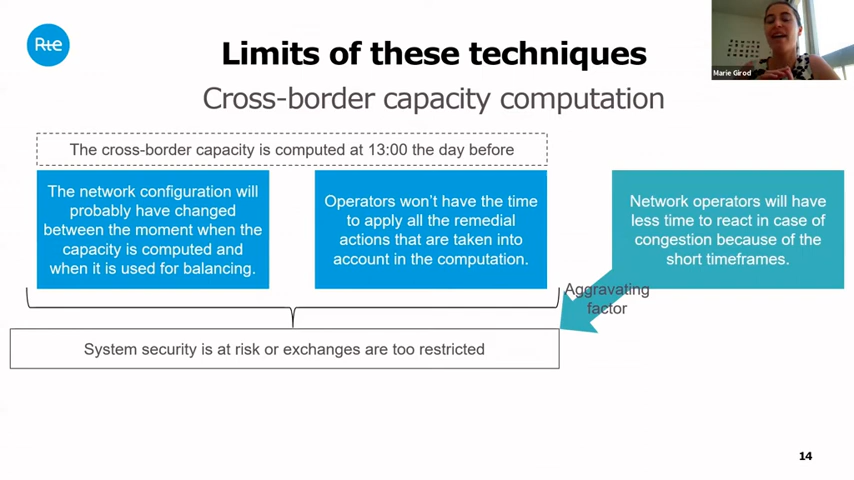 Rte
Marie Girod
Limits of these techniques
Cross-border capacity computation
The cross-border capacity is computed at 13:00 the day before
The network configuration will
probably have changed
between the moment when the
capacity is computed and
when it is used for balancing.
Operators won't have the time
to apply all the remedial
actions that are taken into
account in the computation.
Network operators will have
less time to react in case of
congestion because of the
short timeframes.
Aggravating
factor
System security is at risk or exchanges are too restricted
14